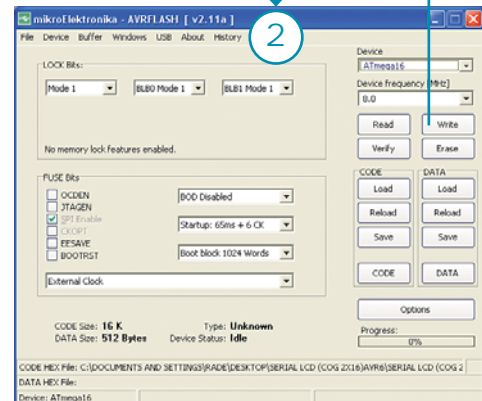 mikroElektronika - AVRFLASH [ v2.11a ]
File Device Buffer Windows USB About History
2
Device
ATmega16
Device frequency [MHz]
8.0
LOCK Bits:
Mode 1 BLB0 Mode 1 BLB1 Mode 1
No memory lock features enabled.
Read Write
Verify Erase
FUSE Bits
OCDEN
JTAGEN
SPI Enable
CKOPT
EESAVE
BOOTRST
BOD Disabled
Startup: 65ms + 6 CK
Boot block 1024 Words
External Clock
CODE DATA
Load Load
Reload Reload
Save Save
CODE DATA
Options
CODE Size: 16 K Type: Unknown
DATA Size: 512 Bytes Device Status: Idle
Progress:
0%
CODE HEX File: C:\DOCUMENTS AND SETTINGS\RADE\DESKTOP\SERIAL LCD (COG 2X16)AVR6\SERIAL LCD (COG 2
DATA HEX File:
Device: ATmega16